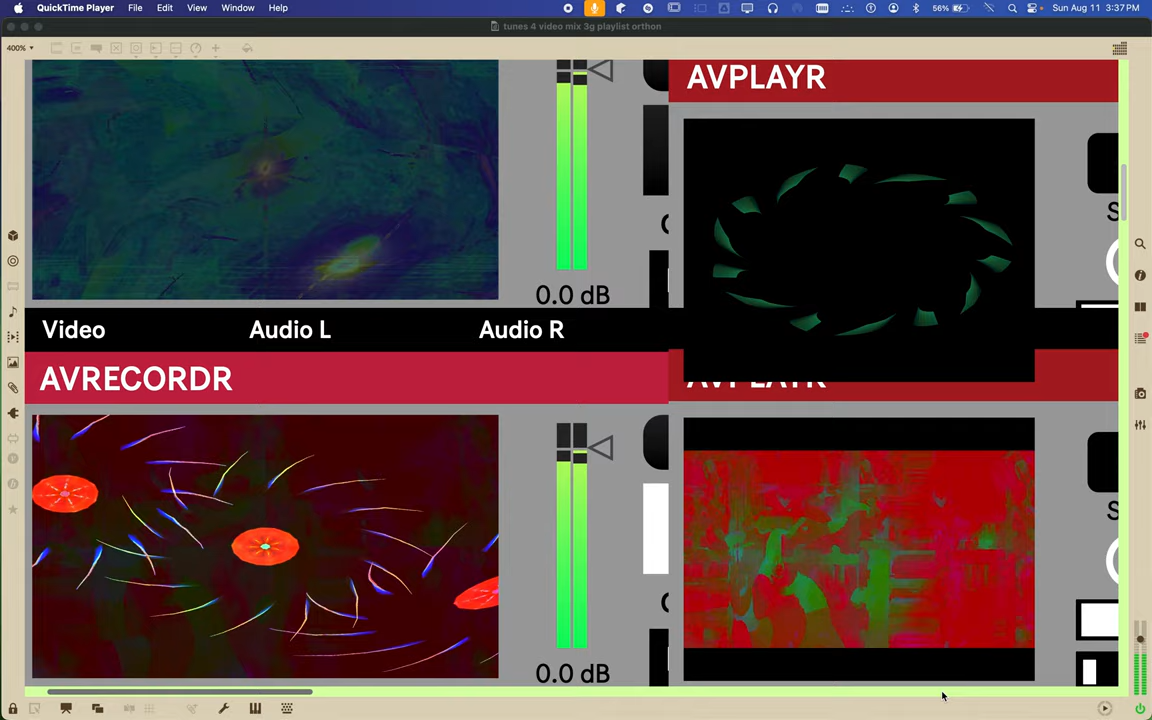 QuickTime Player File Edit View Window Help 56% Sun Aug 11 3:37 PM
tunes 4 video mix 3g playlist orthon
400%
AVPLAYR
0.0 dB
Video Audio L Audio R
AVRECORDR
AVPLAYR
0.0 dB